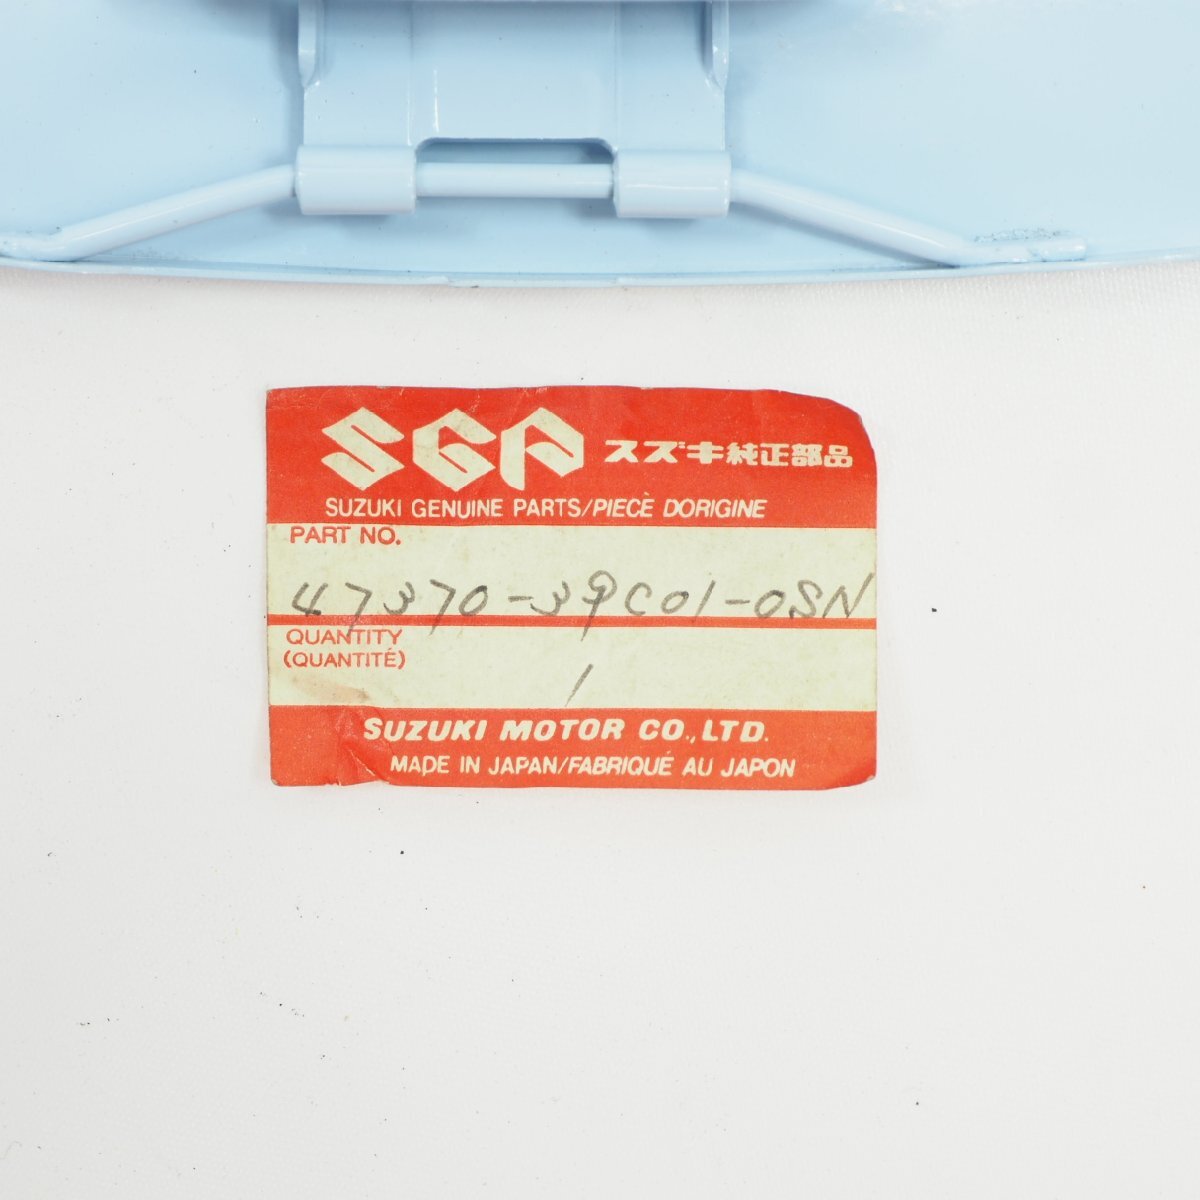 SGP スズキ純正部品
SUZUKI GENUINE PARTS/PIECÈ DORIGINE
PART NO.
47370-39C01-0SN
QUANTITY
(QUANTITÉ)
1
SUZUKI MOTOR CO., LTD.
MADE IN JAPAN/FABRIQUÉ AU JAPON